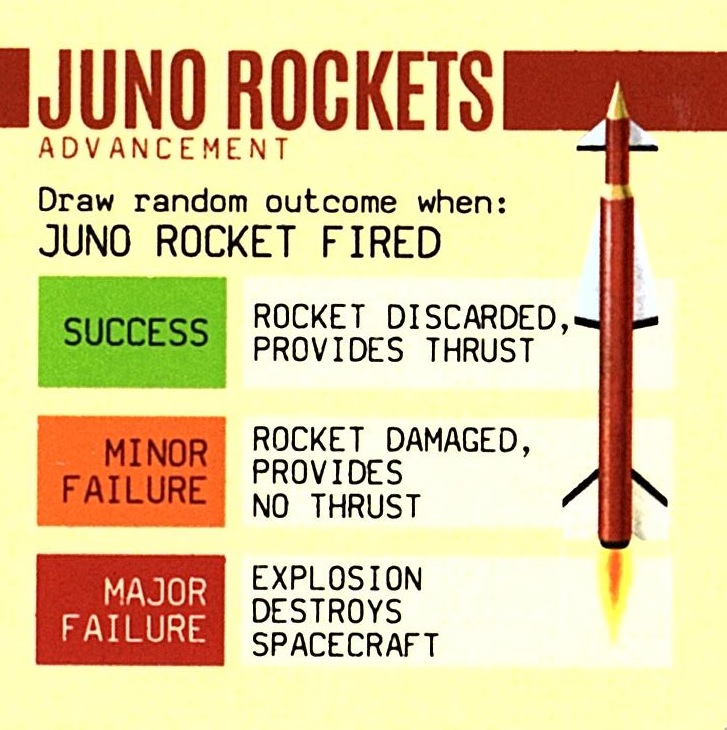 JUNO ROCKETS
ADVANCEMENT
Draw random outcome when:
JUNO ROCKET FIRED
SUCCESS
ROCKET DISCARDED,
PROVIDES THRUST
MINOR
FAILURE
ROCKET DAMAGED,
PROVIDES
NO THRUST
MAJOR
FAILURE
EXPLOSION
DESTROYS
SPACECRAFT